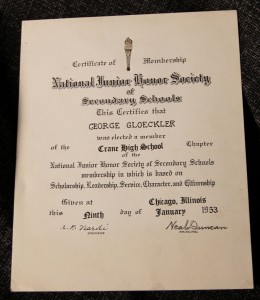 Certificate of Membership
National Junior Honor Society
of
Secondary Schools
This Certifies that
GEORGE GLOECKLER
was elected a member
of the Crane High School Chapter
of the
National Junior Honor Society of Secondary Schools
membership in which is based on
Scholarship, Leadership, Service, Character, and Citizenship
Given at Chicago, Illinois
this Ninth day of January 1953
Neal Duncan